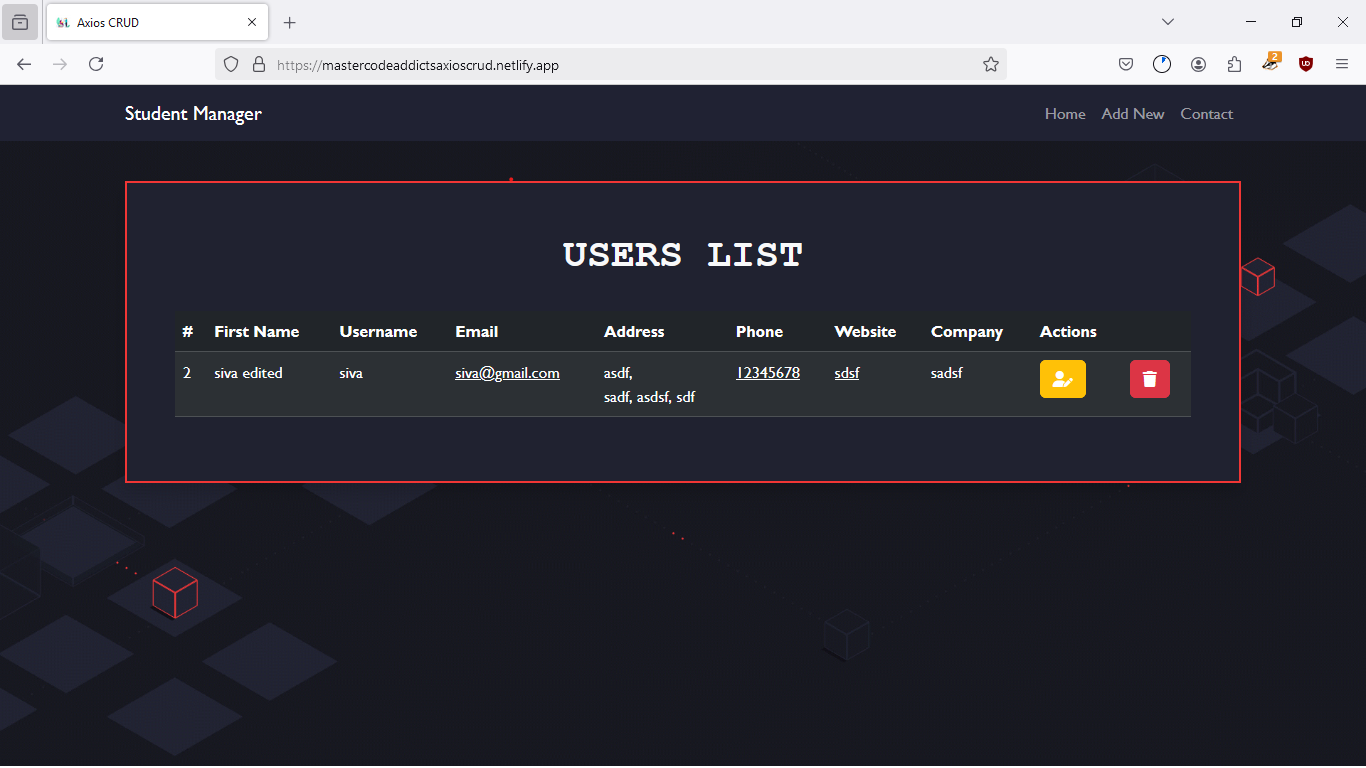 Axios CRUD
https://mastercodeaddictsaxioscrud.netlify.app
2
Student Manager
Home Add New Contact
USERS LIST
# First Name Username Email Address Phone Website Company Actions
2 siva edited siva siva@gmail.com asdf, 12345678 sdsf sadsf
sadf, asdsf, sdf